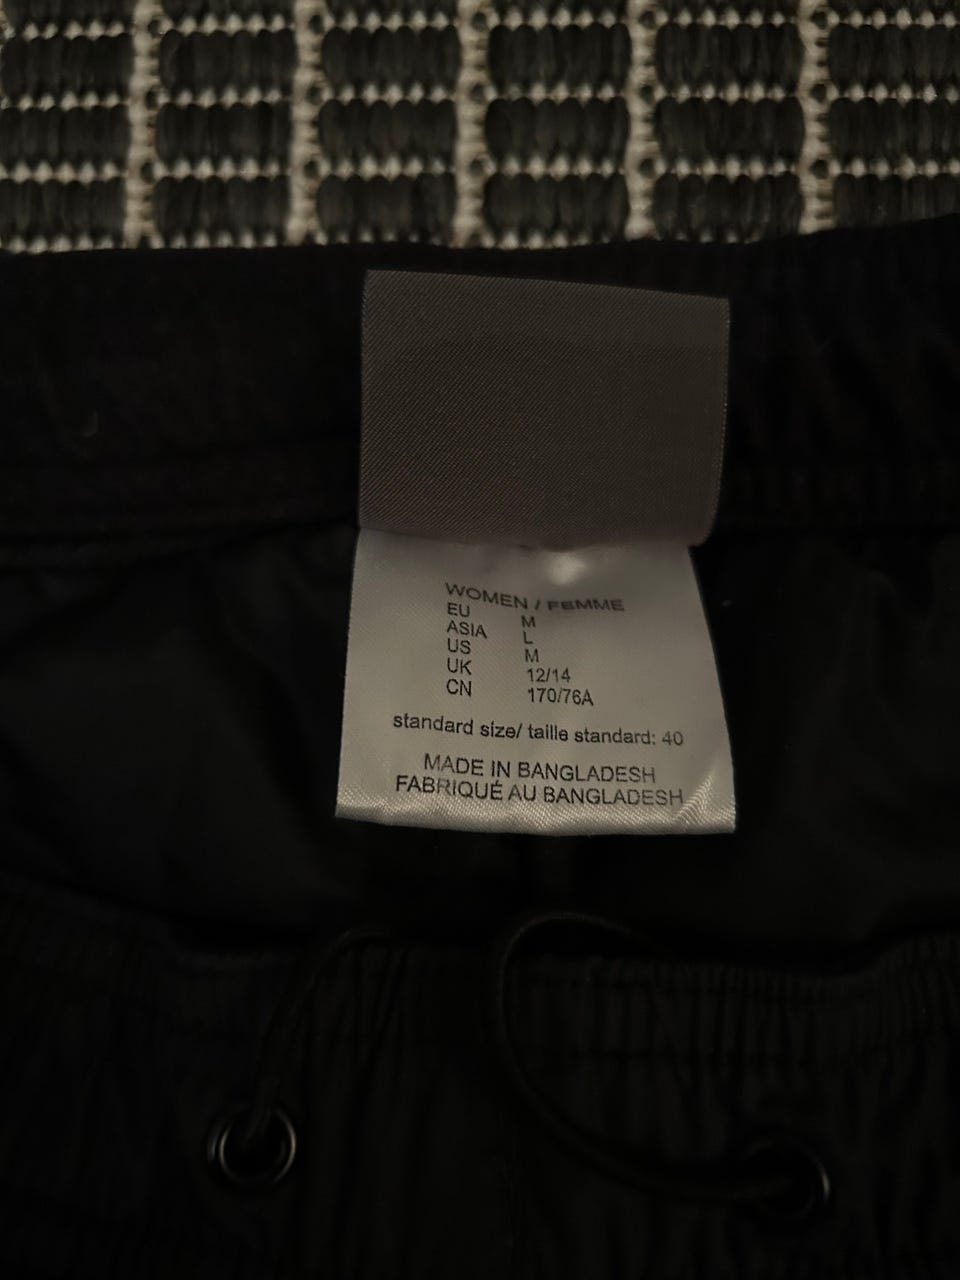 WOMEN / FEMME
EU M
ASIA L
US M
UK 12/14
CN 170/76A
standard size/ taille standard: 40
MADE IN BANGLADESH
FABRIQUÉ AU BANGLADESH